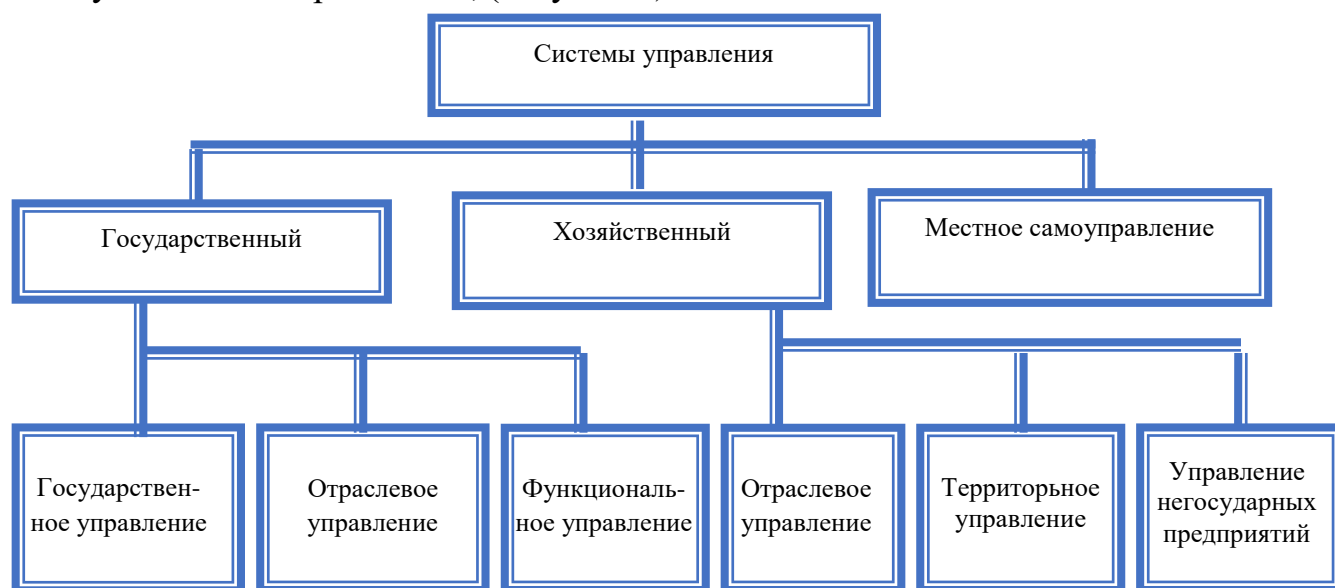 Системы управления
Государственный
Хозяйственный
Местное самоуправление
Государствен-
ное управление
Отраслевое
управление
Функциональ-
ное управление
Отраслевое
управление
Территорьное
управление
Управление
негосударных
предприятий